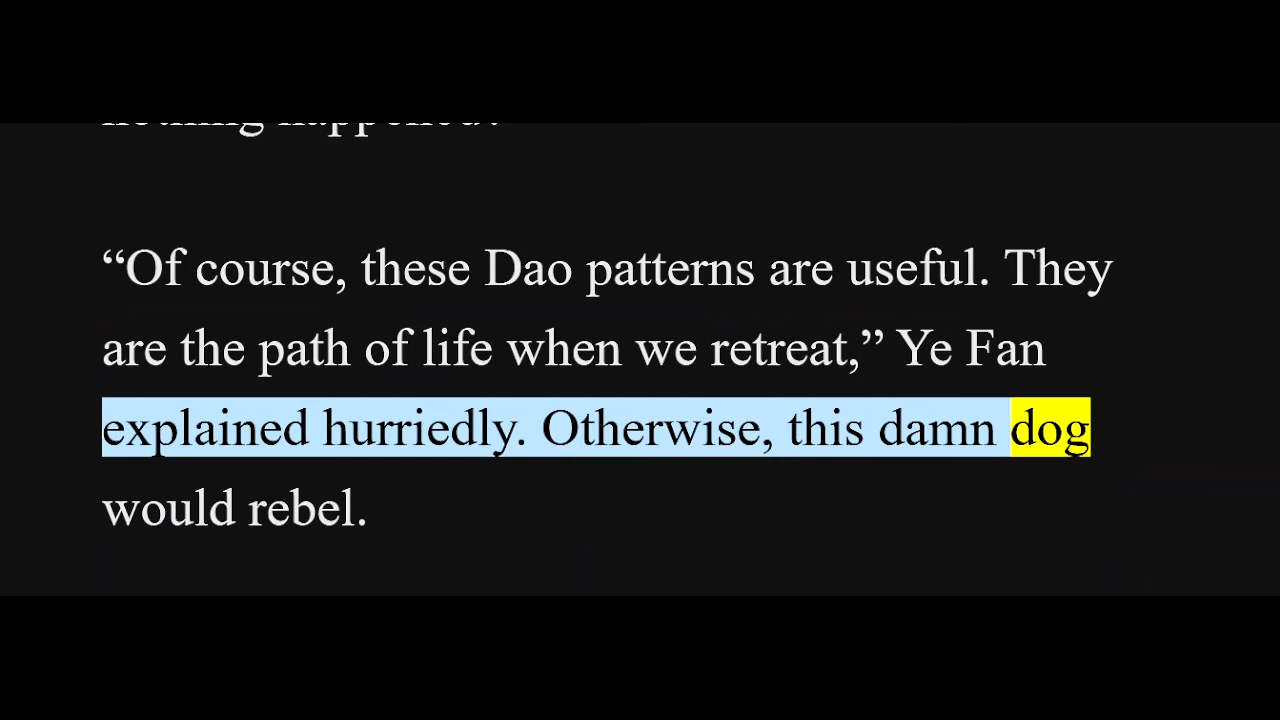 “Of course, these Dao patterns are useful. They
are the path of life when we retreat,” Ye Fan
explained hurriedly. Otherwise, this damn dog
would rebel.